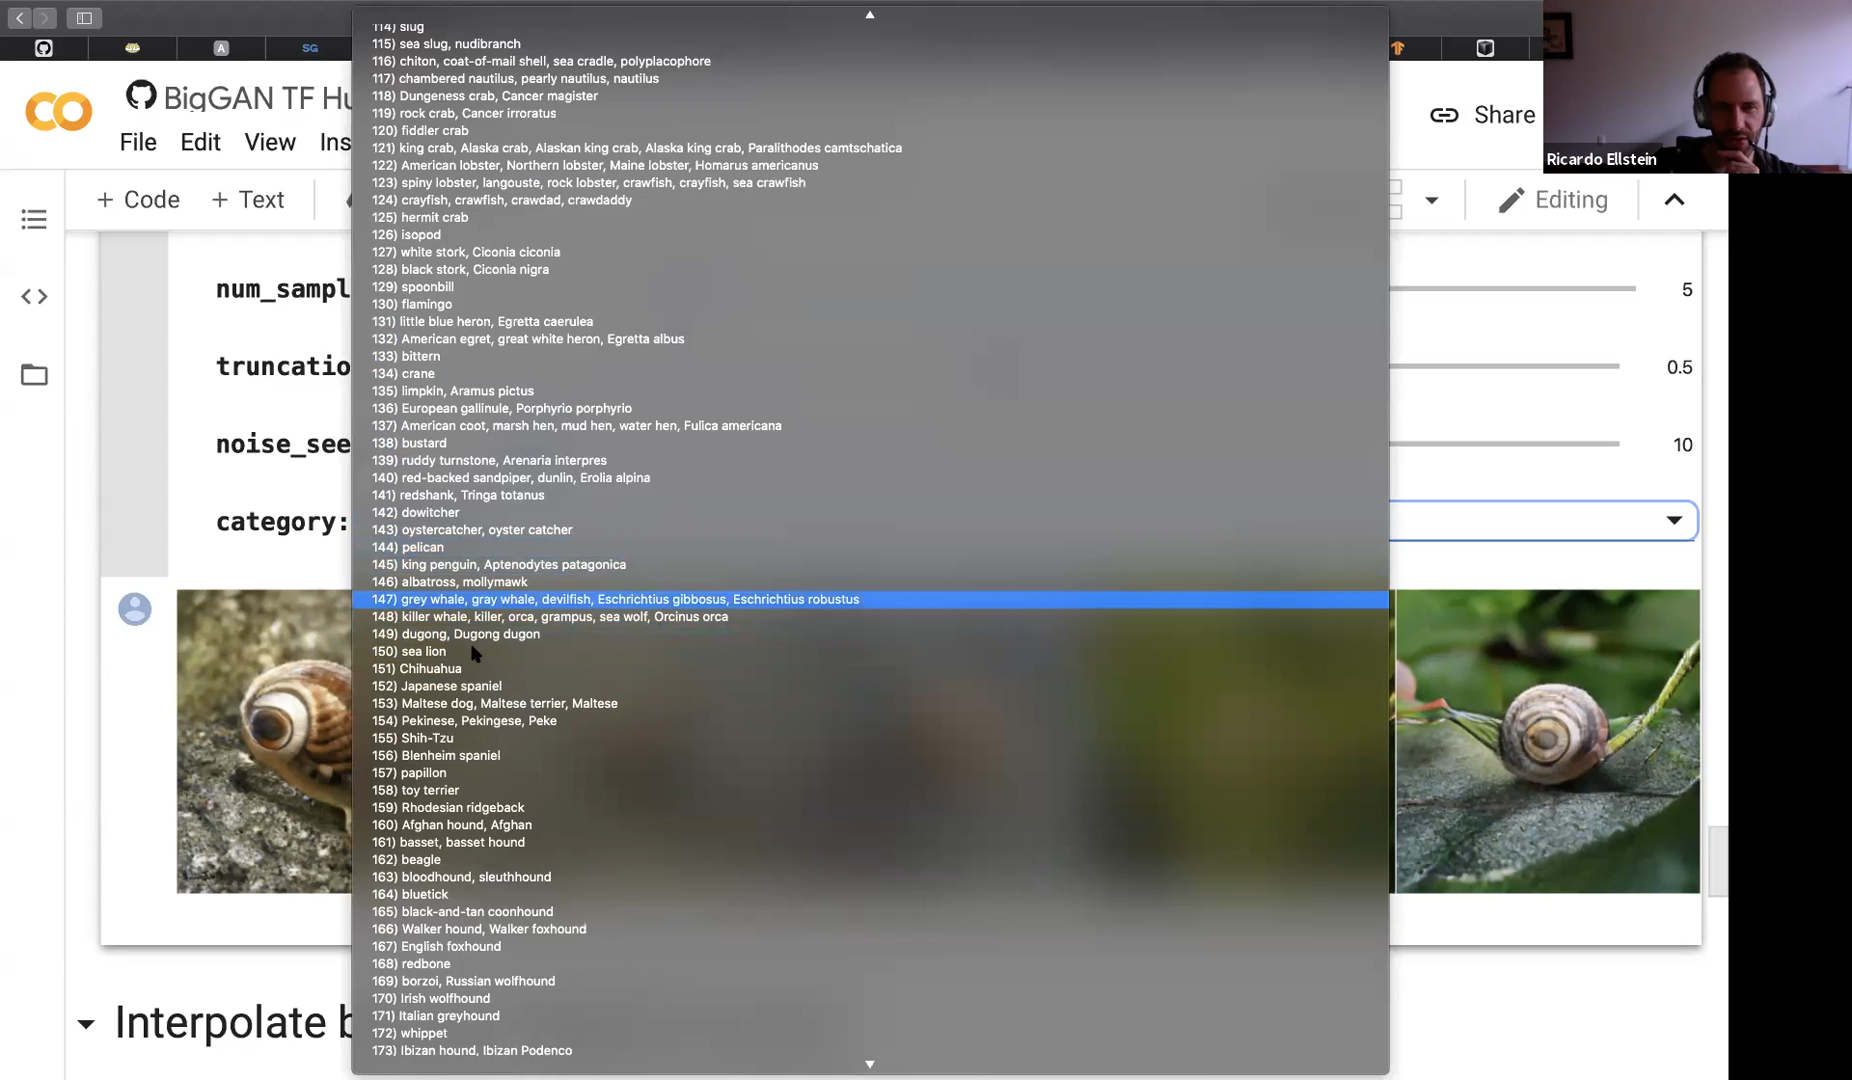 BigGAN TF Hu
File Edit View Ins
Share
Ricardo Ellstein
+ Code + Text
Editing
SG
A
114) slug
115) sea slug, nudibranch
116) chiton, coat-of-mail shell, sea cradle, polyplacophore
117) chambered nautilus, pearly nautilus, nautilus
118) Dungeness crab, Cancer magister
119) rock crab, Cancer irroratus
120) fiddler crab
121) king crab, Alaska crab, Alaskan king crab, Alaska king crab, Paralithodes camtschatica
122) American lobster, Northern lobster, Maine lobster, Homarus americanus
123) spiny lobster, langouste, rock lobster, crawfish, crayfish, sea crawfish
124) crayfish, crawfish, crawdad, crawdaddy
125) hermit crab
126) isopod
127) white stork, Ciconia ciconia
128) black stork, Ciconia nigra
129) spoonbill
130) flamingo
131) little blue heron, Egretta caerulea
132) American egret, great white heron, Egretta albus
133) bittern
134) crane
135) limpkin, Aramus pictus
136) European gallinule, Porphyrio porphyrio
137) American coot, marsh hen, mud hen, water hen, Fulica americana
138) bustard
139) ruddy turnstone, Arenaria interpres
140) red-backed sandpiper, dunlin, Erolia alpina
141) redshank, Tringa totanus
142) dowitcher
143) oystercatcher, oyster catcher
144) pelican
145) king penguin, Aptenodytes patagonica
146) albatross, mollymawk
147) grey whale, gray whale, devilfish, Eschrichtius gibbosus, Eschrichtius robustus
148) killer whale, killer, orca, grampus, sea wolf, Orcinus orca
149) dugong, Dugong dugon
150) sea lion
151) Chihuahua
152) Japanese spaniel
153) Maltese dog, Maltese terrier, Maltese
154) Pekinese, Pekingese, Peke
155) Shih-Tzu
156) Blenheim spaniel
157) papillon
158) toy terrier
159) Rhodesian ridgeback
160) Afghan hound, Afghan
161) basset, basset hound
162) beagle
163) bloodhound, sleuthhound
164) bluetick
165) black-and-tan coonhound
166) Walker hound, Walker foxhound
167) English foxhound
168) redbone
169) borzoi, Russian wolfhound
170) Irish wolfhound
171) Italian greyhound
172) whippet
173) Ibizan hound, Ibizan Podenco
num_sampl
5
truncatio
0.5
noise_see
10
category:
Interpolate b